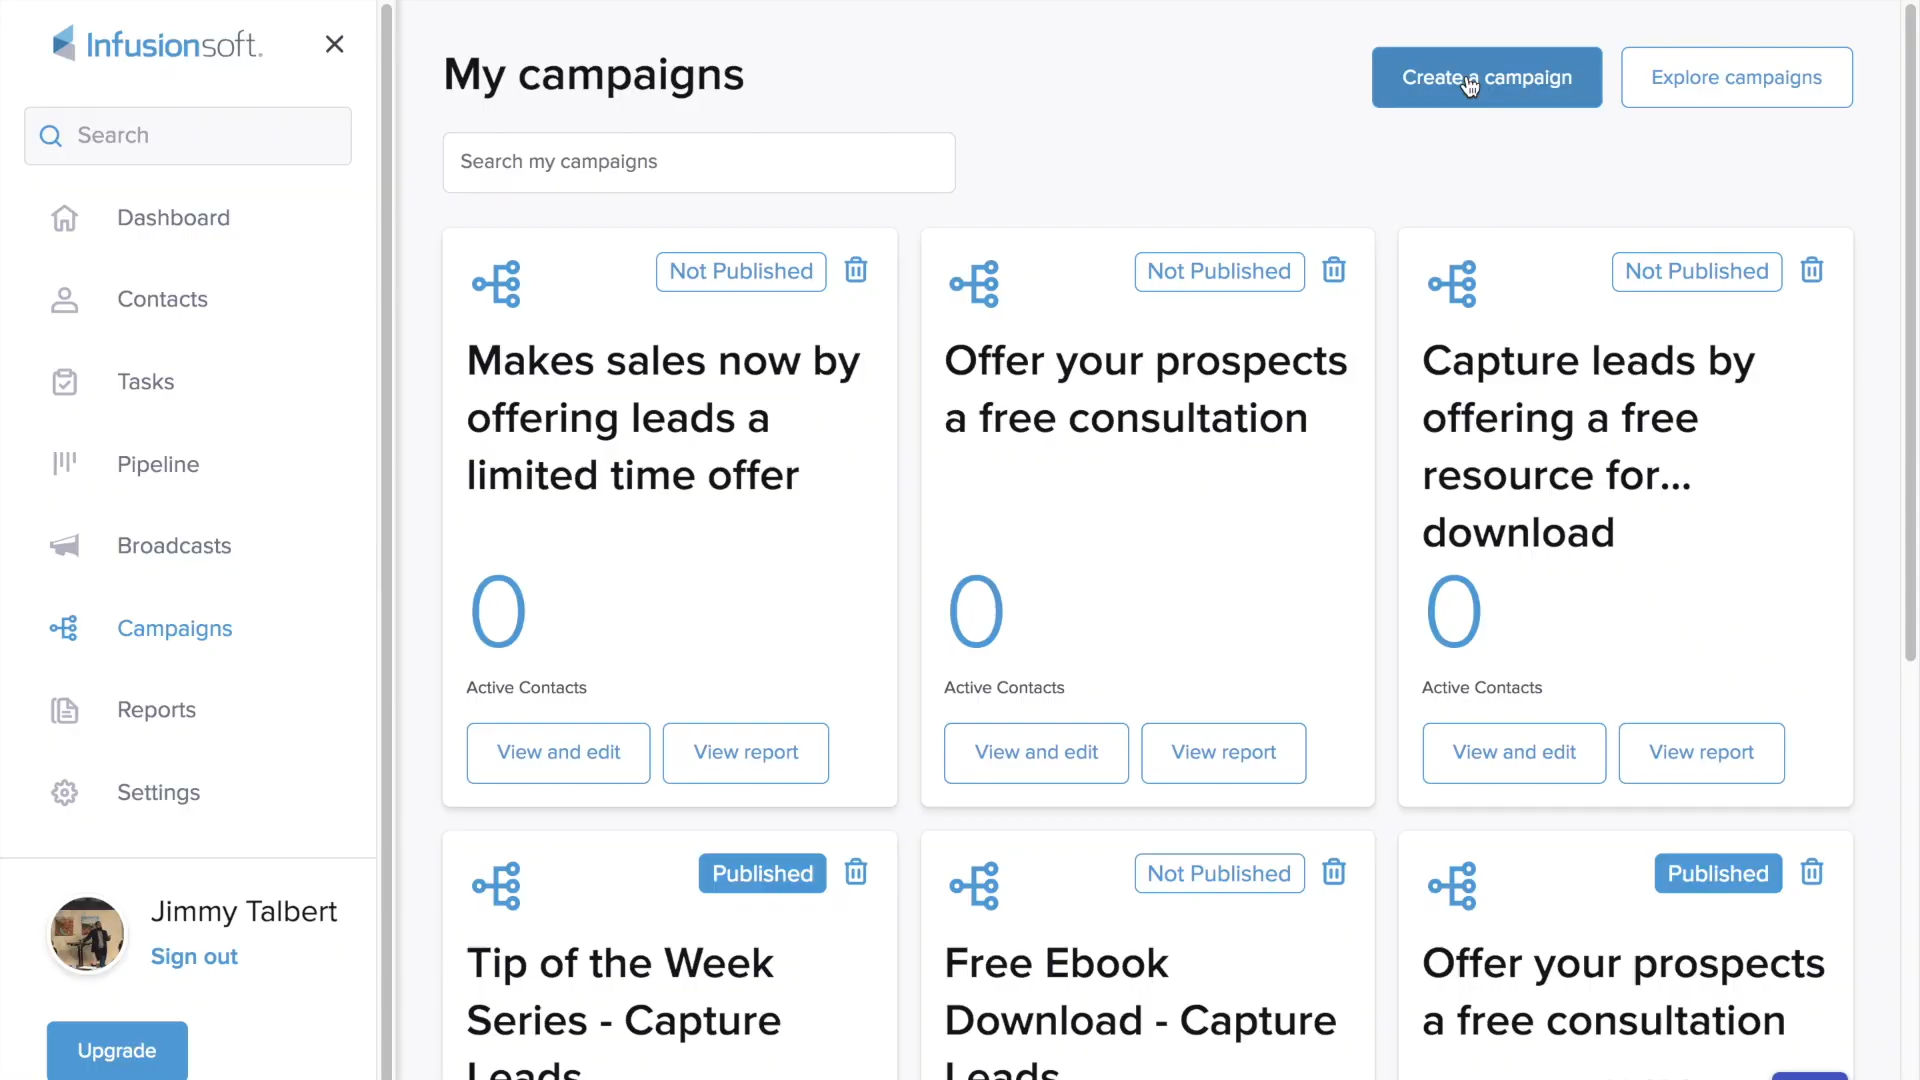 Infusionsoft.
Search
Dashboard
Contacts
Tasks
Pipeline
Broadcasts
Campaigns
Reports
Settings
Jimmy Talbert
Sign out
Upgrade
My campaigns
Create a campaign
Explore campaigns
Search my campaigns
Not Published
Makes sales now by
offering leads a
limited time offer
0
Active Contacts
View and edit
View report
Not Published
Offer your prospects
a free consultation
0
Active Contacts
View and edit
View report
Not Published
Capture leads by
offering a free
resource for...
download
0
Active Contacts
View and edit
View report
Published
Tip of the Week
Series - Capture
Leads
Not Published
Free Ebook
Download - Capture
Leads
Published
Offer your prospects
a free consultation